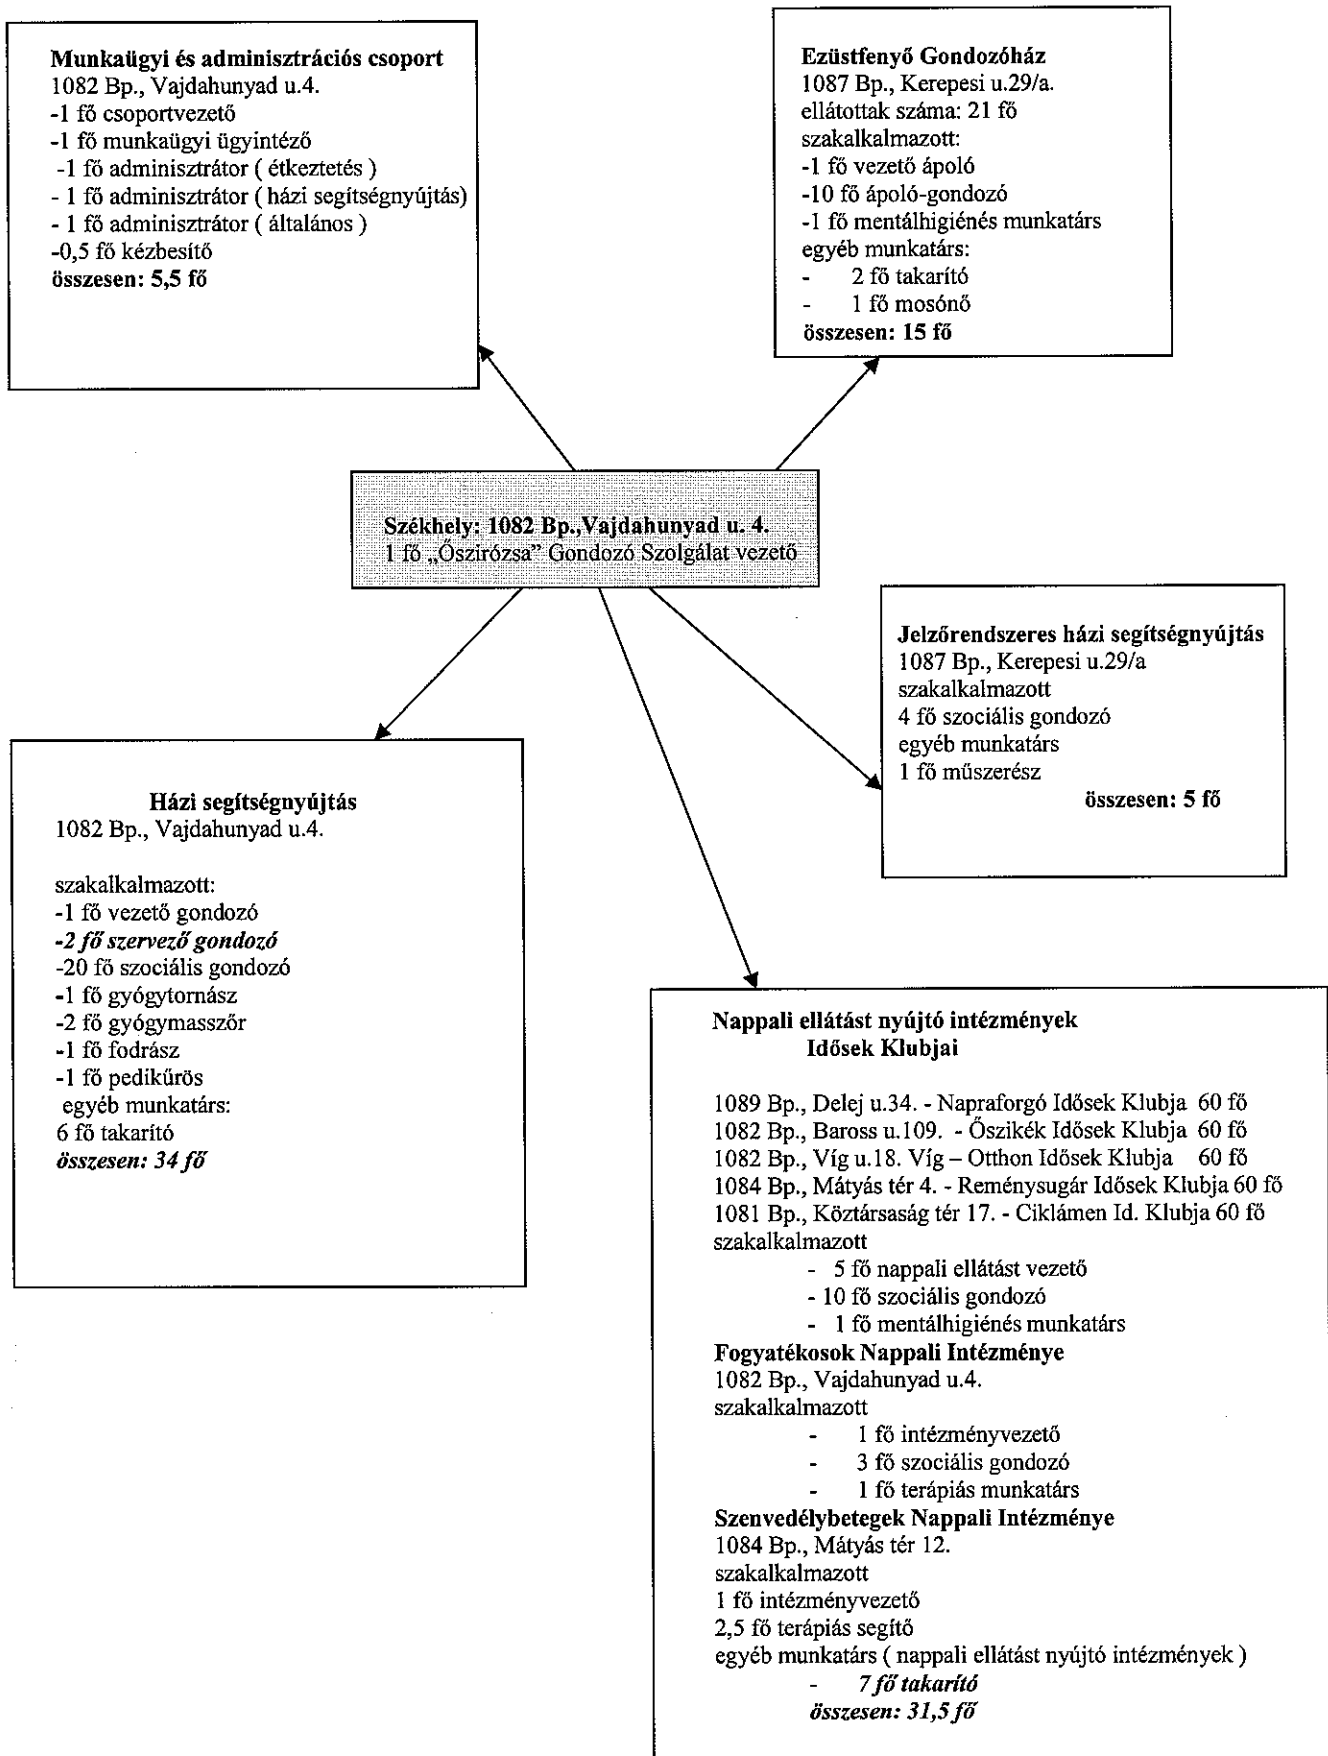 Munkaügyi és adminisztrációs csoport
1082 Bp., Vajdahunyad u.4.
-1 fő csoportvezető
-1 fő munkaügyi ügyintéző
-1 fő adminisztrátor ( étkeztetés )
- 1 fő adminisztrátor ( házi segítségnyújtás)
- 1 fő adminisztrátor ( általános )
-0,5 fő kézbesítő
összesen: 5,5 fő
Ezüstfenyő Gondozóház
1087 Bp., Kerepesi u.29/a.
ellátottak száma: 21 fő
szakalkalmazott:
-1 fő vezető ápoló
-10 fő ápoló-gondozó
-1 fő mentálhigiénés munkatárs
egyéb munkatárs:
- 2 fő takarító
- 1 fő mosónő
összesen: 15 fő
Székhely: 1082 Bp.,Vajdahunyad u. 4.
1 fő „Őszirózsa” Gondozó Szolgálat vezető
Jelzőrendszeres házi segítségnyújtás
1087 Bp., Kerepesi u.29/a
szakalkalmazott
4 fő szociális gondozó
egyéb munkatárs
1 fő műszerész
összesen: 5 fő
Házi segítségnyújtás
1082 Bp., Vajdahunyad u.4.
szakalkalmazott:
-1 fő vezető gondozó
-2 fő szervező gondozó
-20 fő szociális gondozó
-1 fő gyógytornász
-2 fő gyógymasszőr
-1 fő fodrász
-1 fő pedikűrös
egyéb munkatárs:
6 fő takarító
összesen: 34 fő
Nappali ellátást nyújtó intézmények
Idősek Klubjai
1089 Bp., Delej u.34. - Napraforgó Idősek Klubja 60 fő
1082 Bp., Baross u.109. - Őszikék Idősek Klubja 60 fő
1082 Bp., Víg u.18. Víg – Otthon Idősek Klubja 60 fő
1084 Bp., Mátyás tér 4. - Reménysugár Idősek Klubja 60 fő
1081 Bp., Köztársaság tér 17. - Ciklámen Id. Klubja 60 fő
szakalkalmazott
- 5 fő nappali ellátást vezető
- 10 fő szociális gondozó
- 1 fő mentálhigiénés munkatárs
Fogyatékosok Nappali Intézménye
1082 Bp., Vajdahunyad u.4.
szakalkalmazott
- 1 fő intézményvezető
- 3 fő szociális gondozó
- 1 fő terápiás munkatárs
Szenvedélybetegek Nappali Intézménye
1084 Bp., Mátyás tér 12.
szakalkalmazott
1 fő intézményvezető
2,5 fő terápiás segítő
egyéb munkatárs ( nappali ellátást nyújtó intézmények )
- 7 fő takarító
összesen: 31,5 fő